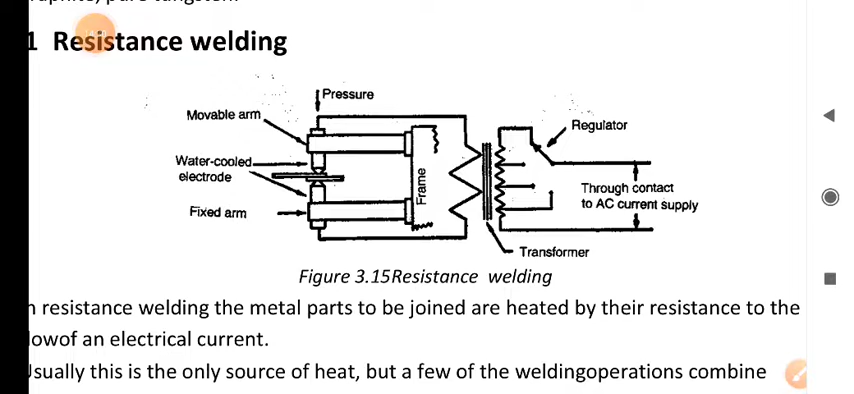 1 Resistance welding
Pressure
Movable arm
Regulator
Water-cooled
electrode
Frame
Through contact
to AC current supply
Fixed arm
Transformer
Figure 3.15Resistance welding
n resistance welding the metal parts to be joined are heated by their resistance to the
lowof an electrical current.
Usually this is the only source of heat, but a few of the weldingoperations combine